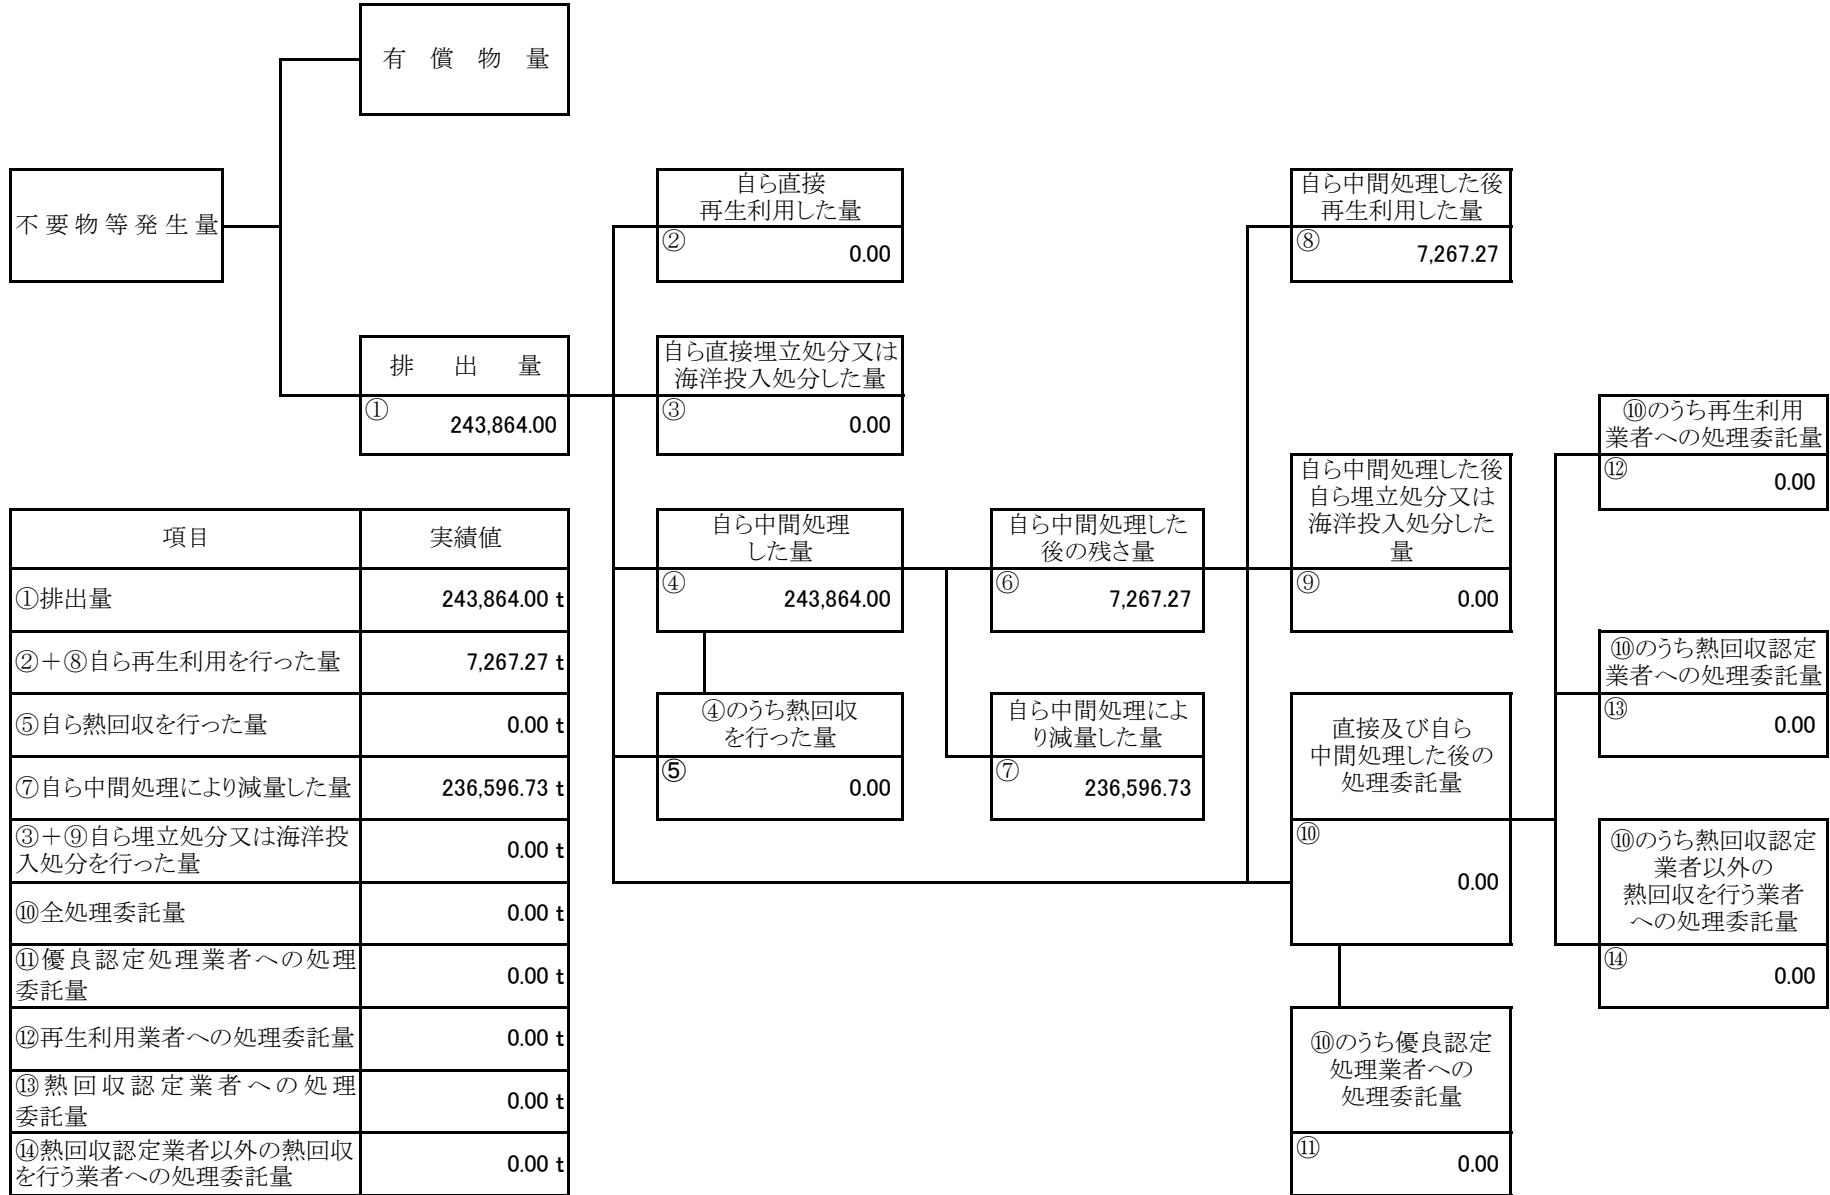 有償物量
不要物等発生量
排出量
①
243,864.00
自ら直接
再生利用した量
②
0.00
自ら直接埋立処分又は
海洋投入処分した量
③
0.00
自ら中間処理
した量
④
243,864.00
④のうち熱回収
を行った量
⑤
0.00
自ら中間処理した
後の残さ量
⑥
7,267.27
自ら中間処理によ
り減量した量
⑦
236,596.73
自ら中間処理した後
再生利用した量
⑧
7,267.27
自ら中間処理した後
自ら埋立処分又は
海洋投入処分した
量
⑨
0.00
直接及び自ら
中間処理した後の
処理委託量
⑩
0.00
⑩のうち優良認定
処理業者への
処理委託量
⑪
0.00
⑩のうち再生利用
業者への処理委託量
⑫
0.00
⑩のうち熱回収認定
業者への処理委託量
⑬
0.00
⑩のうち熱回収認定
業者以外の
熱回収を行う業者
への処理委託量
⑭
0.00
項目 実績値
①排出量 243,864.00 t
②＋⑧自ら再生利用を行った量 7,267.27 t
⑤自ら熱回収を行った量 0.00 t
⑦自ら中間処理により減量した量 236,596.73 t
③＋⑨自ら埋立処分又は海洋投
入処分を行った量 0.00 t
⑩全処理委託量 0.00 t
⑪優良認定処理業者への処理
委託量 0.00 t
⑫再生利用業者への処理委託量 0.00 t
⑬熱回収認定業者への処理
委託量 0.00 t
⑭熱回収認定業者以外の熱回収
を行う業者への処理委託量 0.00 t